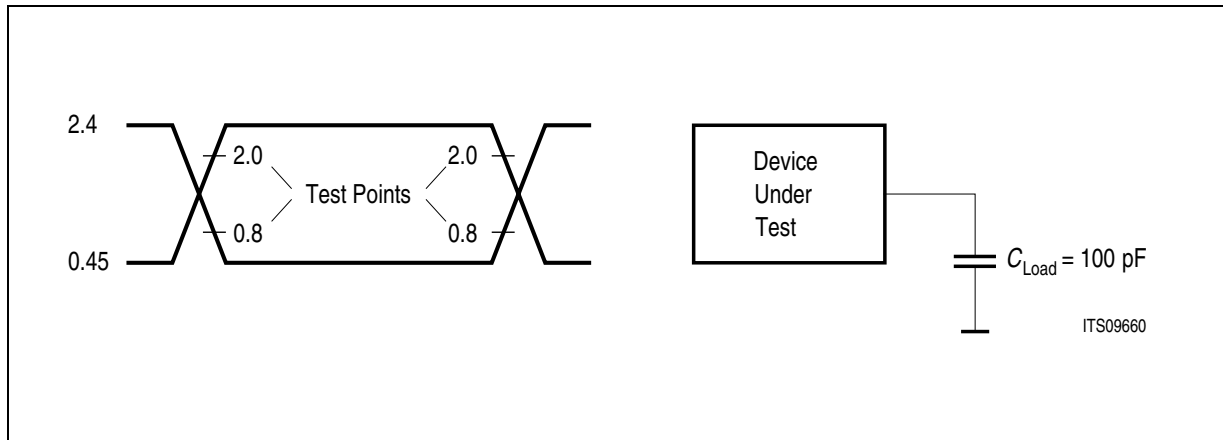 2.4
2.0
2.0
Test Points
0.8
0.8
0.45
Device
Under
Test
C Load = 100 pF
ITS09660